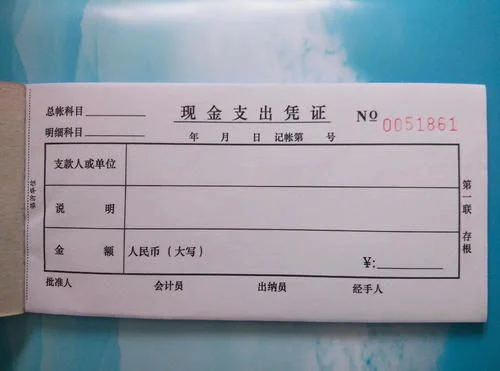 总帐科目
现金支出凭证 No 0051861
明细科目
年 月 日 记帐第 号
支款人或单位
说 明
金 额 人民币（大写） ¥:
批准人 会计员 出纳员 经手人
第一联 存根